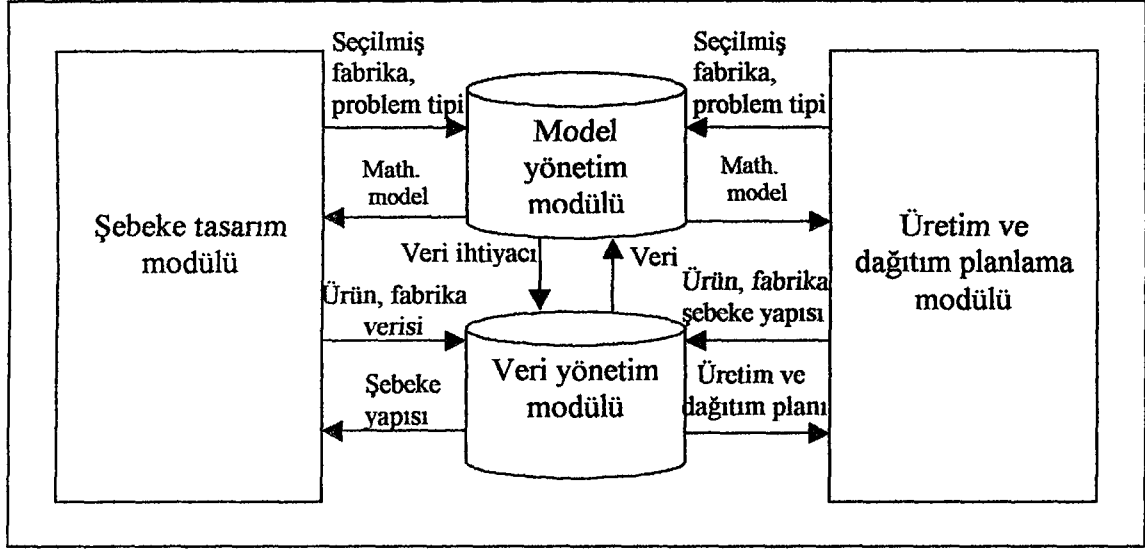 Seçilmiş
fabrika,
problem tipi
Seçilmiş
fabrika,
problem tipi
Model
yönetim
modülü
Math.
model
Math.
model
Şebeke tasarım
modülü
Üretim ve
dağıtım planlama
modülü
Veri ihtiyacı
Veri
Ürün, fabrika
verisi
Ürün, fabrika
şebeke yapısı
Veri yönetim
modülü
Şebeke
yapısı
Üretim ve
dağıtım planı